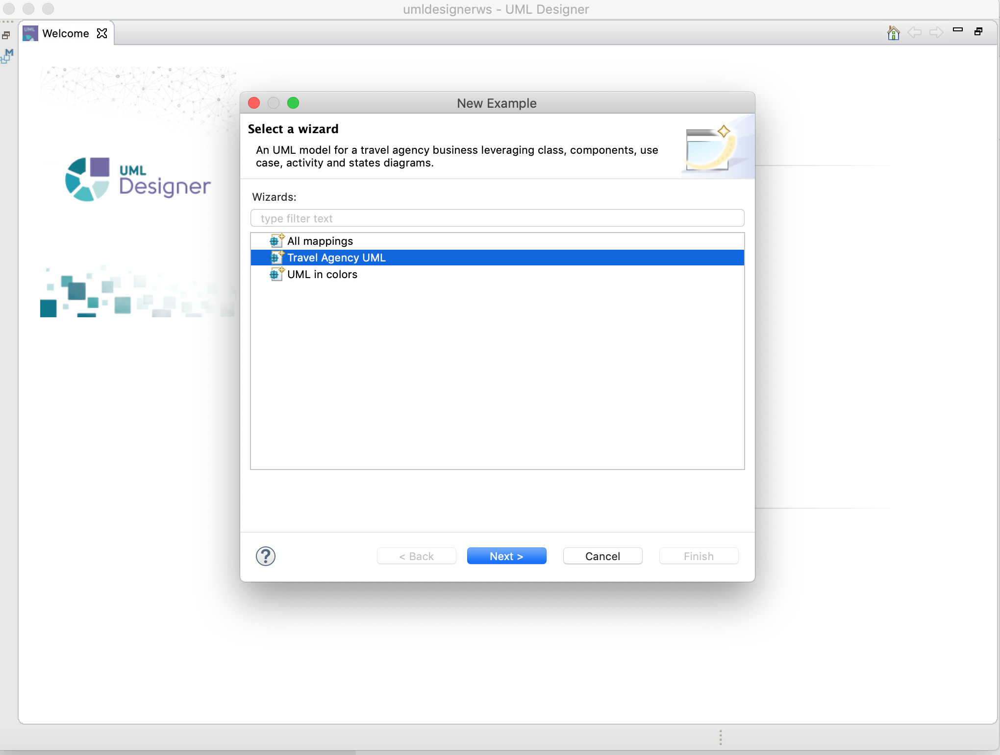 umldesignerws - UML Designer
UML
Welcome
M
UML
Designer
New Example
Select a wizard
An UML model for a travel agency business leveraging class, components, use
case, activity and states diagrams.
Wizards:
type filter text
All mappings
Travel Agency UML
UML in colors
?
< Back
Next >
Cancel
Finish